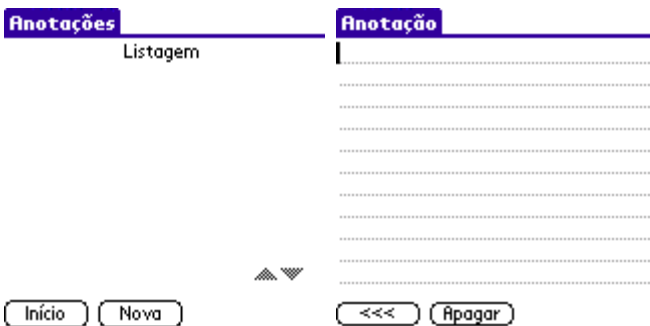 Anotações
Listagem
Início
Nova
Anotação
<<<
Apagar